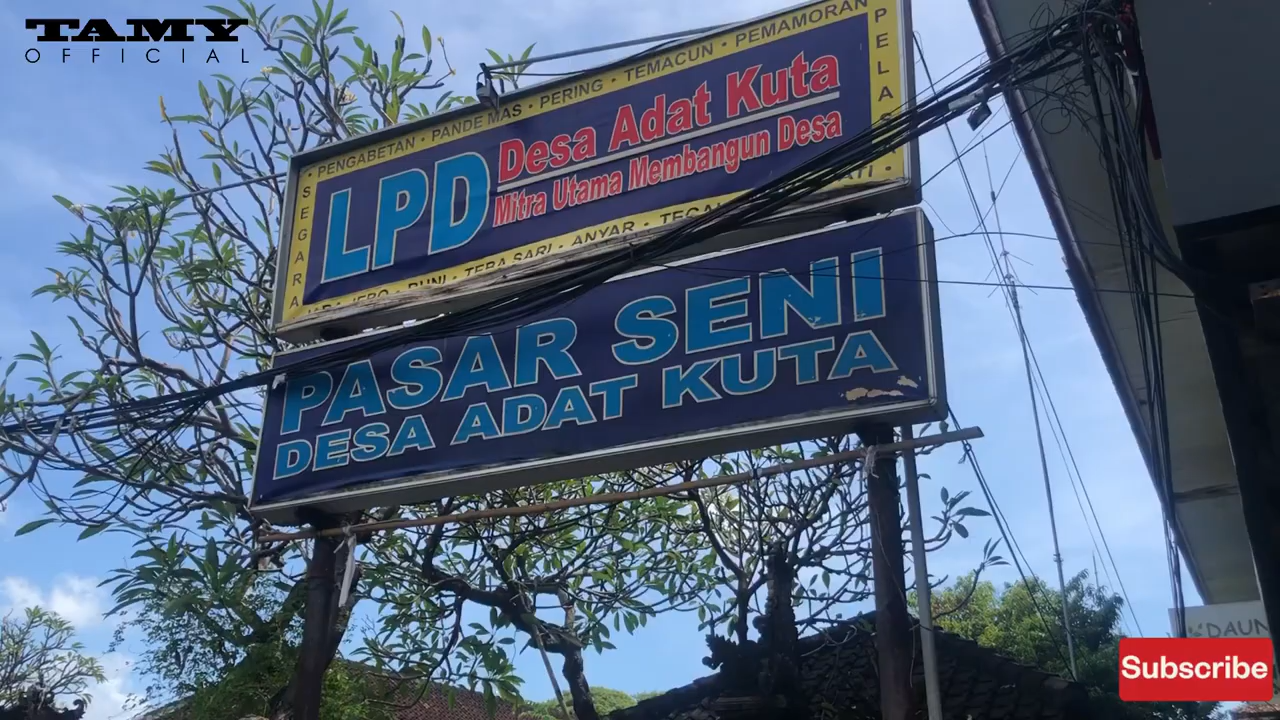 TAMY
OFFICIAL
SEGARA • PENGABETAN • PANDE MAS • PERING • TEMACUN • PEMAMORAN
LPD
Desa Adat Kuta
Mitra Utama Membangun Desa
TEBA SARI • ANYAR •
PASAR SENI
DESA ADAT KUTA
DAUN
Subscribe